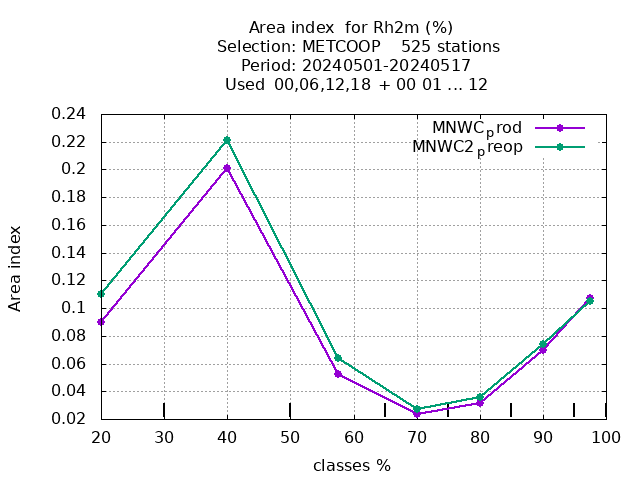 Area index  for Rh2m (%)
Selection: METCOOP    525 stations
Period: 20240501-20240517
Used  00,06,12,18 + 00 01 ... 12
0.24
0.22
0.2
0.18
0.16
0.14
0.12
0.1
0.08
0.06
0.04
0.02
Area index
MNWCprod
MNWC2preop
20 30 40 50 60 70 80 90 100
classes %